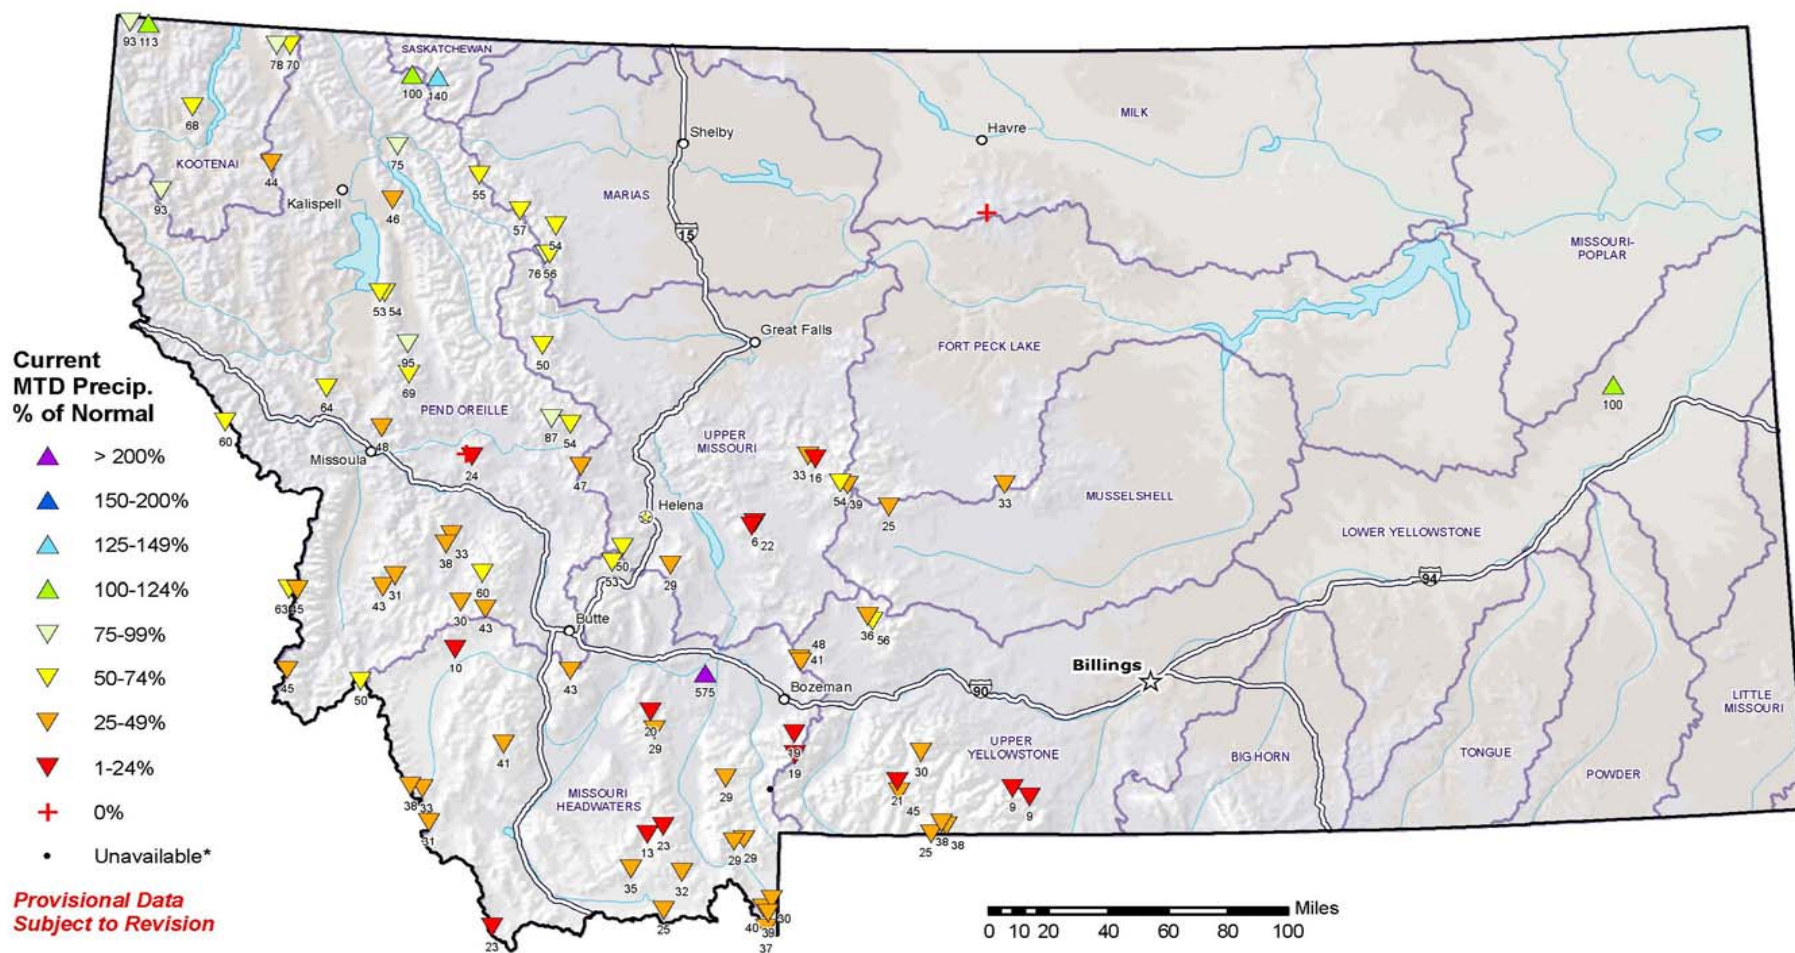 93 113
78 70
SASKATCHEWAN
100 140
68
KOOTENAI
44
75
93
Kalispell
46
55
57
54
76 56
MARIAS
Shelby
15
Havre
MILK
MISSOURI-
POPLAR
53 54
95
69
64
60
48
PEND OREILLE
Missoula
24
50
87
54
47
Great Falls
FORT PECK LAKE
UPPER
MISSOURI
33 16
54 39
25
33
MUSSELSHELL
100
LOWER YELLOWSTONE
94
Helena
6 22
50
53
29
33
38
31
43
60
30
43
63 45
10
45
50
Butte
43
575
Bozeman
48
41
36
56
Billings
90
LITTLE
MISSOURI
UPPER
YELLOWSTONE
BIGHORN
TONGUE
POWDER
20
29
19
19
41
30
21
45
9
9
MISSOURI
HEADWATERS
29
38 33
31
13
23
29 29
25
38 38
35
32
25
23
30
40 39
37
Current
MTD Precip.
% of Normal
> 200%
150-200%
125-149%
100-124%
75-99%
50-74%
25-49%
1-24%
0%
Unavailable*
Provisional Data
Subject to Revision
Miles
0 10 20 40 60 80 100